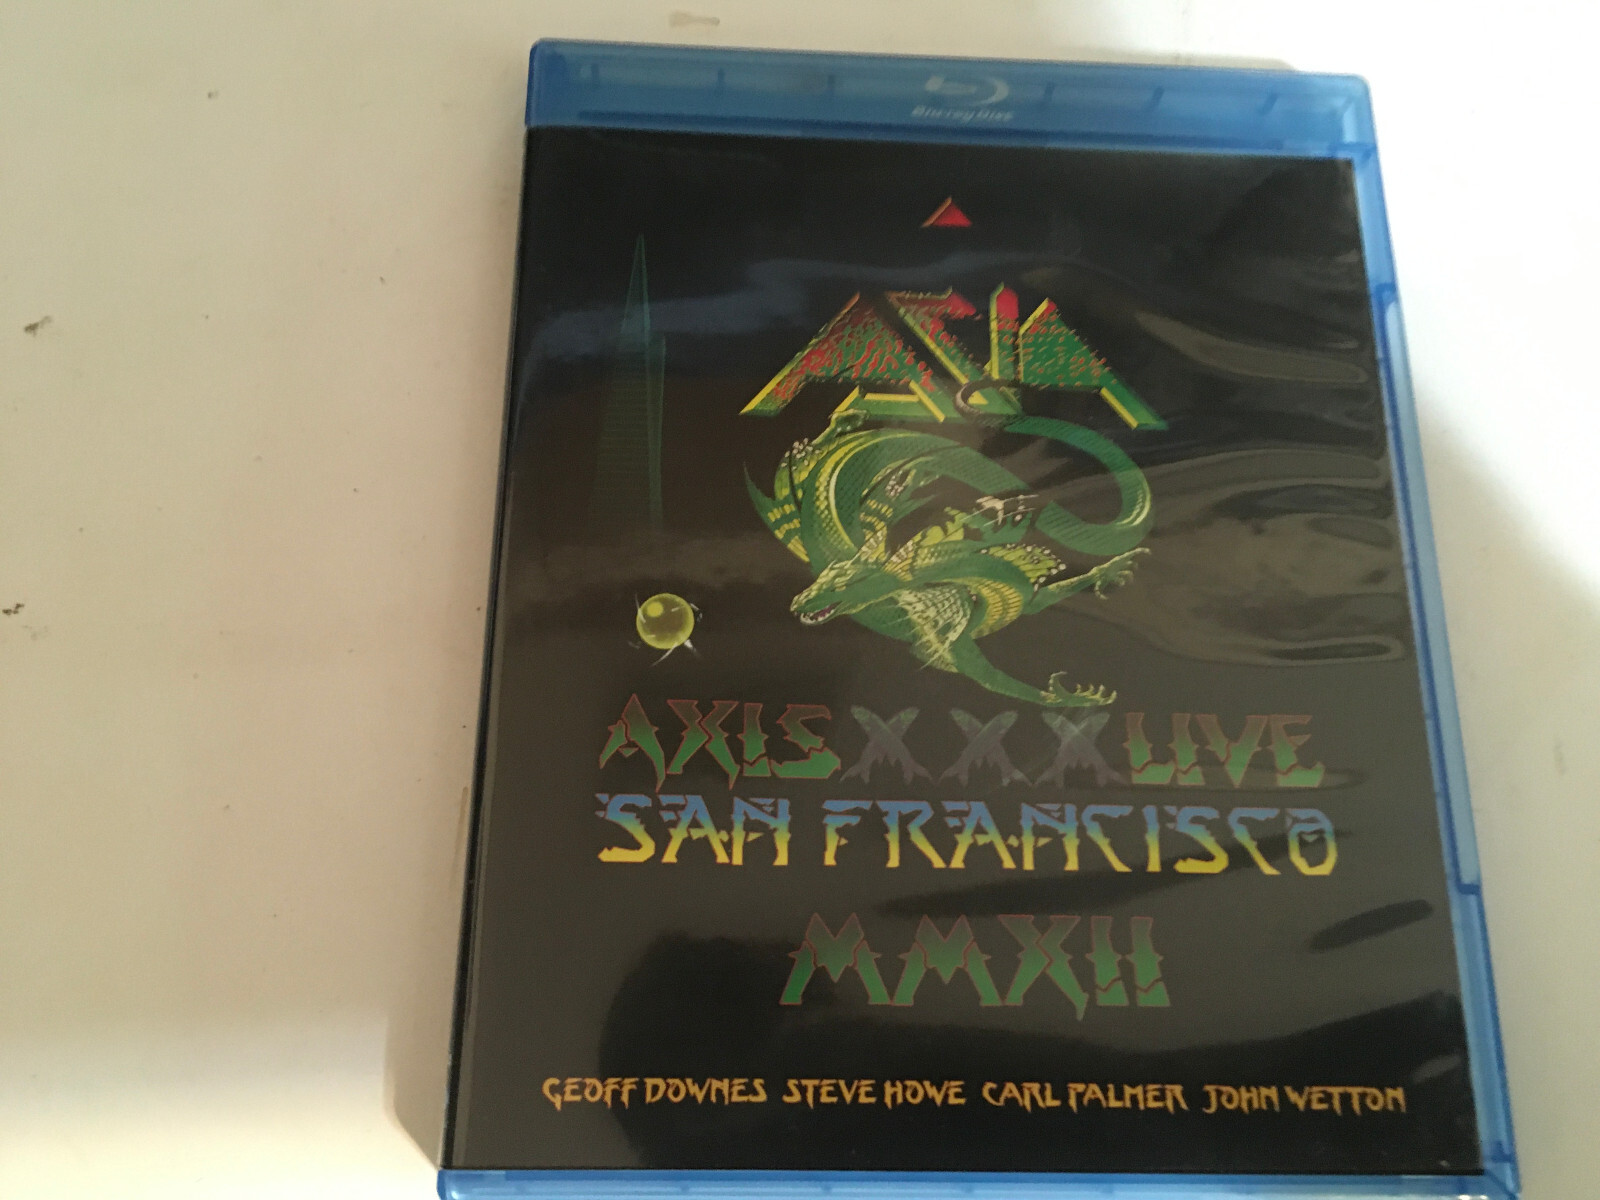 Blu-ray Disc
ASIA
AXIS XXX LIVE
SAN FRANCISCO
MMXII
GEOFF DOWNES STEVE HOWE CARL PALMER JOHN WETTON